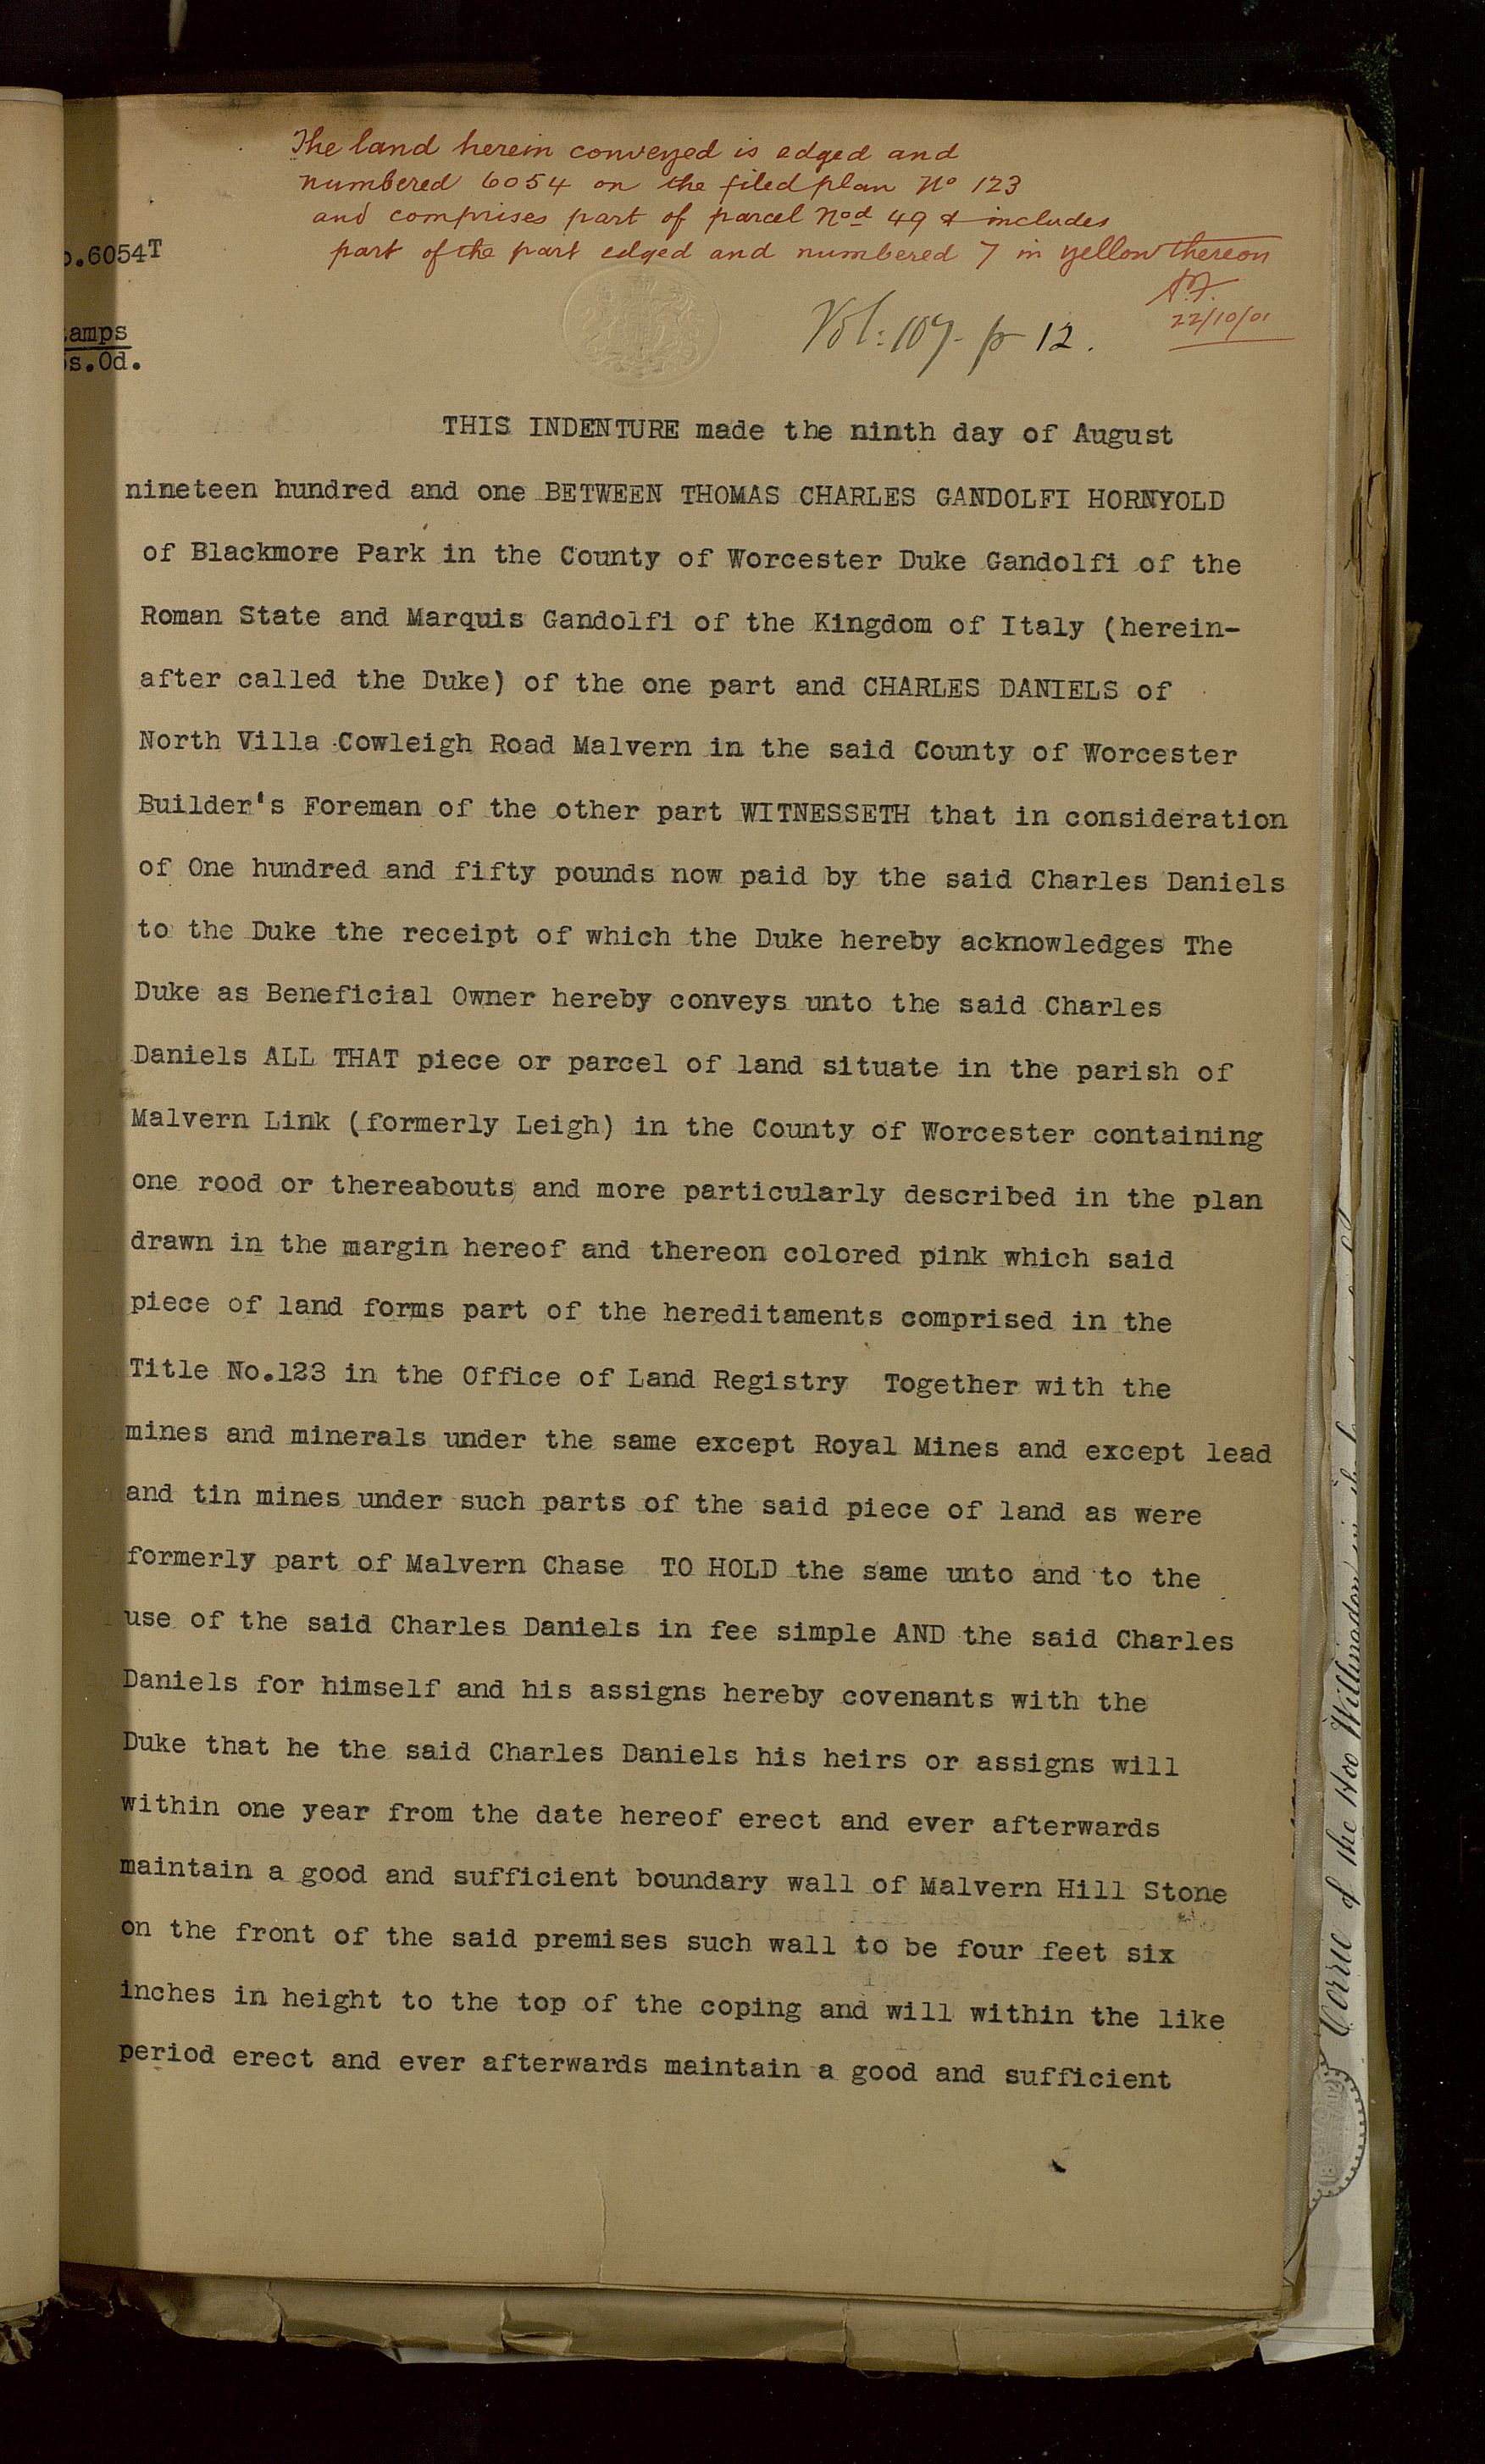 The land herein conveyed is edged and
numbered 6054 on the filed plan No 123
and comprises part of parcel Nod 49 & includes
part of the part edged and numbered 7 in yellow thereon
22/10/01
o.6054T
Vol: 107- p 12.
amps
s.0d.
THIS INDENTURE made the ninth day of August
nineteen hundred and one BETWEEN THOMAS CHARLES GANDOLFI HORNYOLD
of Blackmore Park in the County of Worcester Duke Gandolfi of the
Roman State and Marquis Gandolfi of the Kingdom of Italy (herein-
after called the Duke) of the one part and CHARLES DANIELS of
North Villa Cowleigh Road Malvern in the said County of Worcester
Builder's Foreman of the other part WITNESSETH that in consideration
of One hundred and fifty pounds now paid by the said Charles Daniels
to the Duke the receipt of which the Duke hereby acknowledges The
Duke as Beneficial Owner hereby conveys unto the said Charles
Daniels ALL THAT piece or parcel of land situate in the parish of
Malvern Link (formerly Leigh) in the County of Worcester containing
one rood or thereabouts and more particularly described in the plan
drawn in the margin hereof and thereon colored pink which said
piece of land forms part of the hereditaments comprised in the
Title No.123 in the Office of Land Registry Together with the
mines and minerals under the same except Royal Mines and except lead
and tin mines under such parts of the said piece of land as were
formerly part of Malvern Chase TO HOLD the same unto and to the
use of the said Charles Daniels in fee simple AND the said Charles
Daniels for himself and his assigns hereby covenants with the
Duke that he the said Charles Daniels his heirs or assigns will
within one year from the date hereof erect and ever afterwards
maintain a good and sufficient boundary wall of Malvern Hill Stone
on the front of the said premises such wall to be four feet six
inches in height to the top of the coping and will within the like
period erect and ever afterwards maintain a good and sufficient
Corrie of the Hoo Willingdon in the